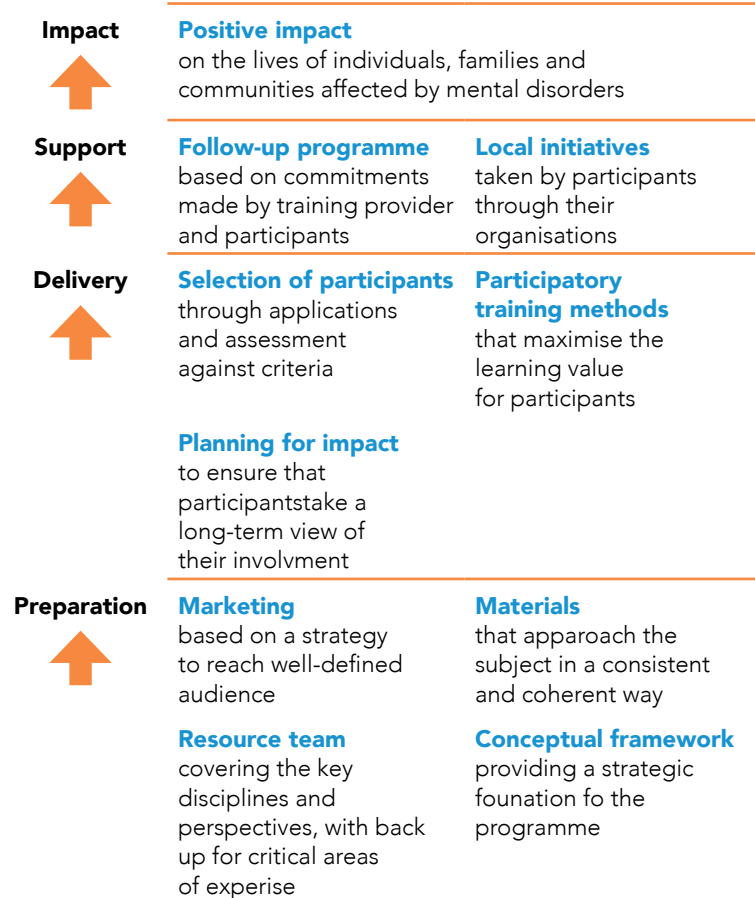 Impact
Positive impact
on the lives of individuals, families and
communities affected by mental disorders
Support
Follow-up programme
based on commitments
made by training provider
and participants
Local initiatives
taken by participants
through their
organisations
Delivery
Selection of participants
through applications
and assessment
against criteria
Participatory
training methods
that maximise the
learning value
for participants
Planning for impact
to ensure that
participantstake a
long-term view of
their involvment
Preparation
Marketing
based on a strategy
to reach well-defined
audience
Materials
that apparoach the
subject in a consistent
and coherent way
Resource team
covering the key
disciplines and
perspectives, with back
up for critical areas
of experise
Conceptual framework
providing a strategic
founation fo the
programme